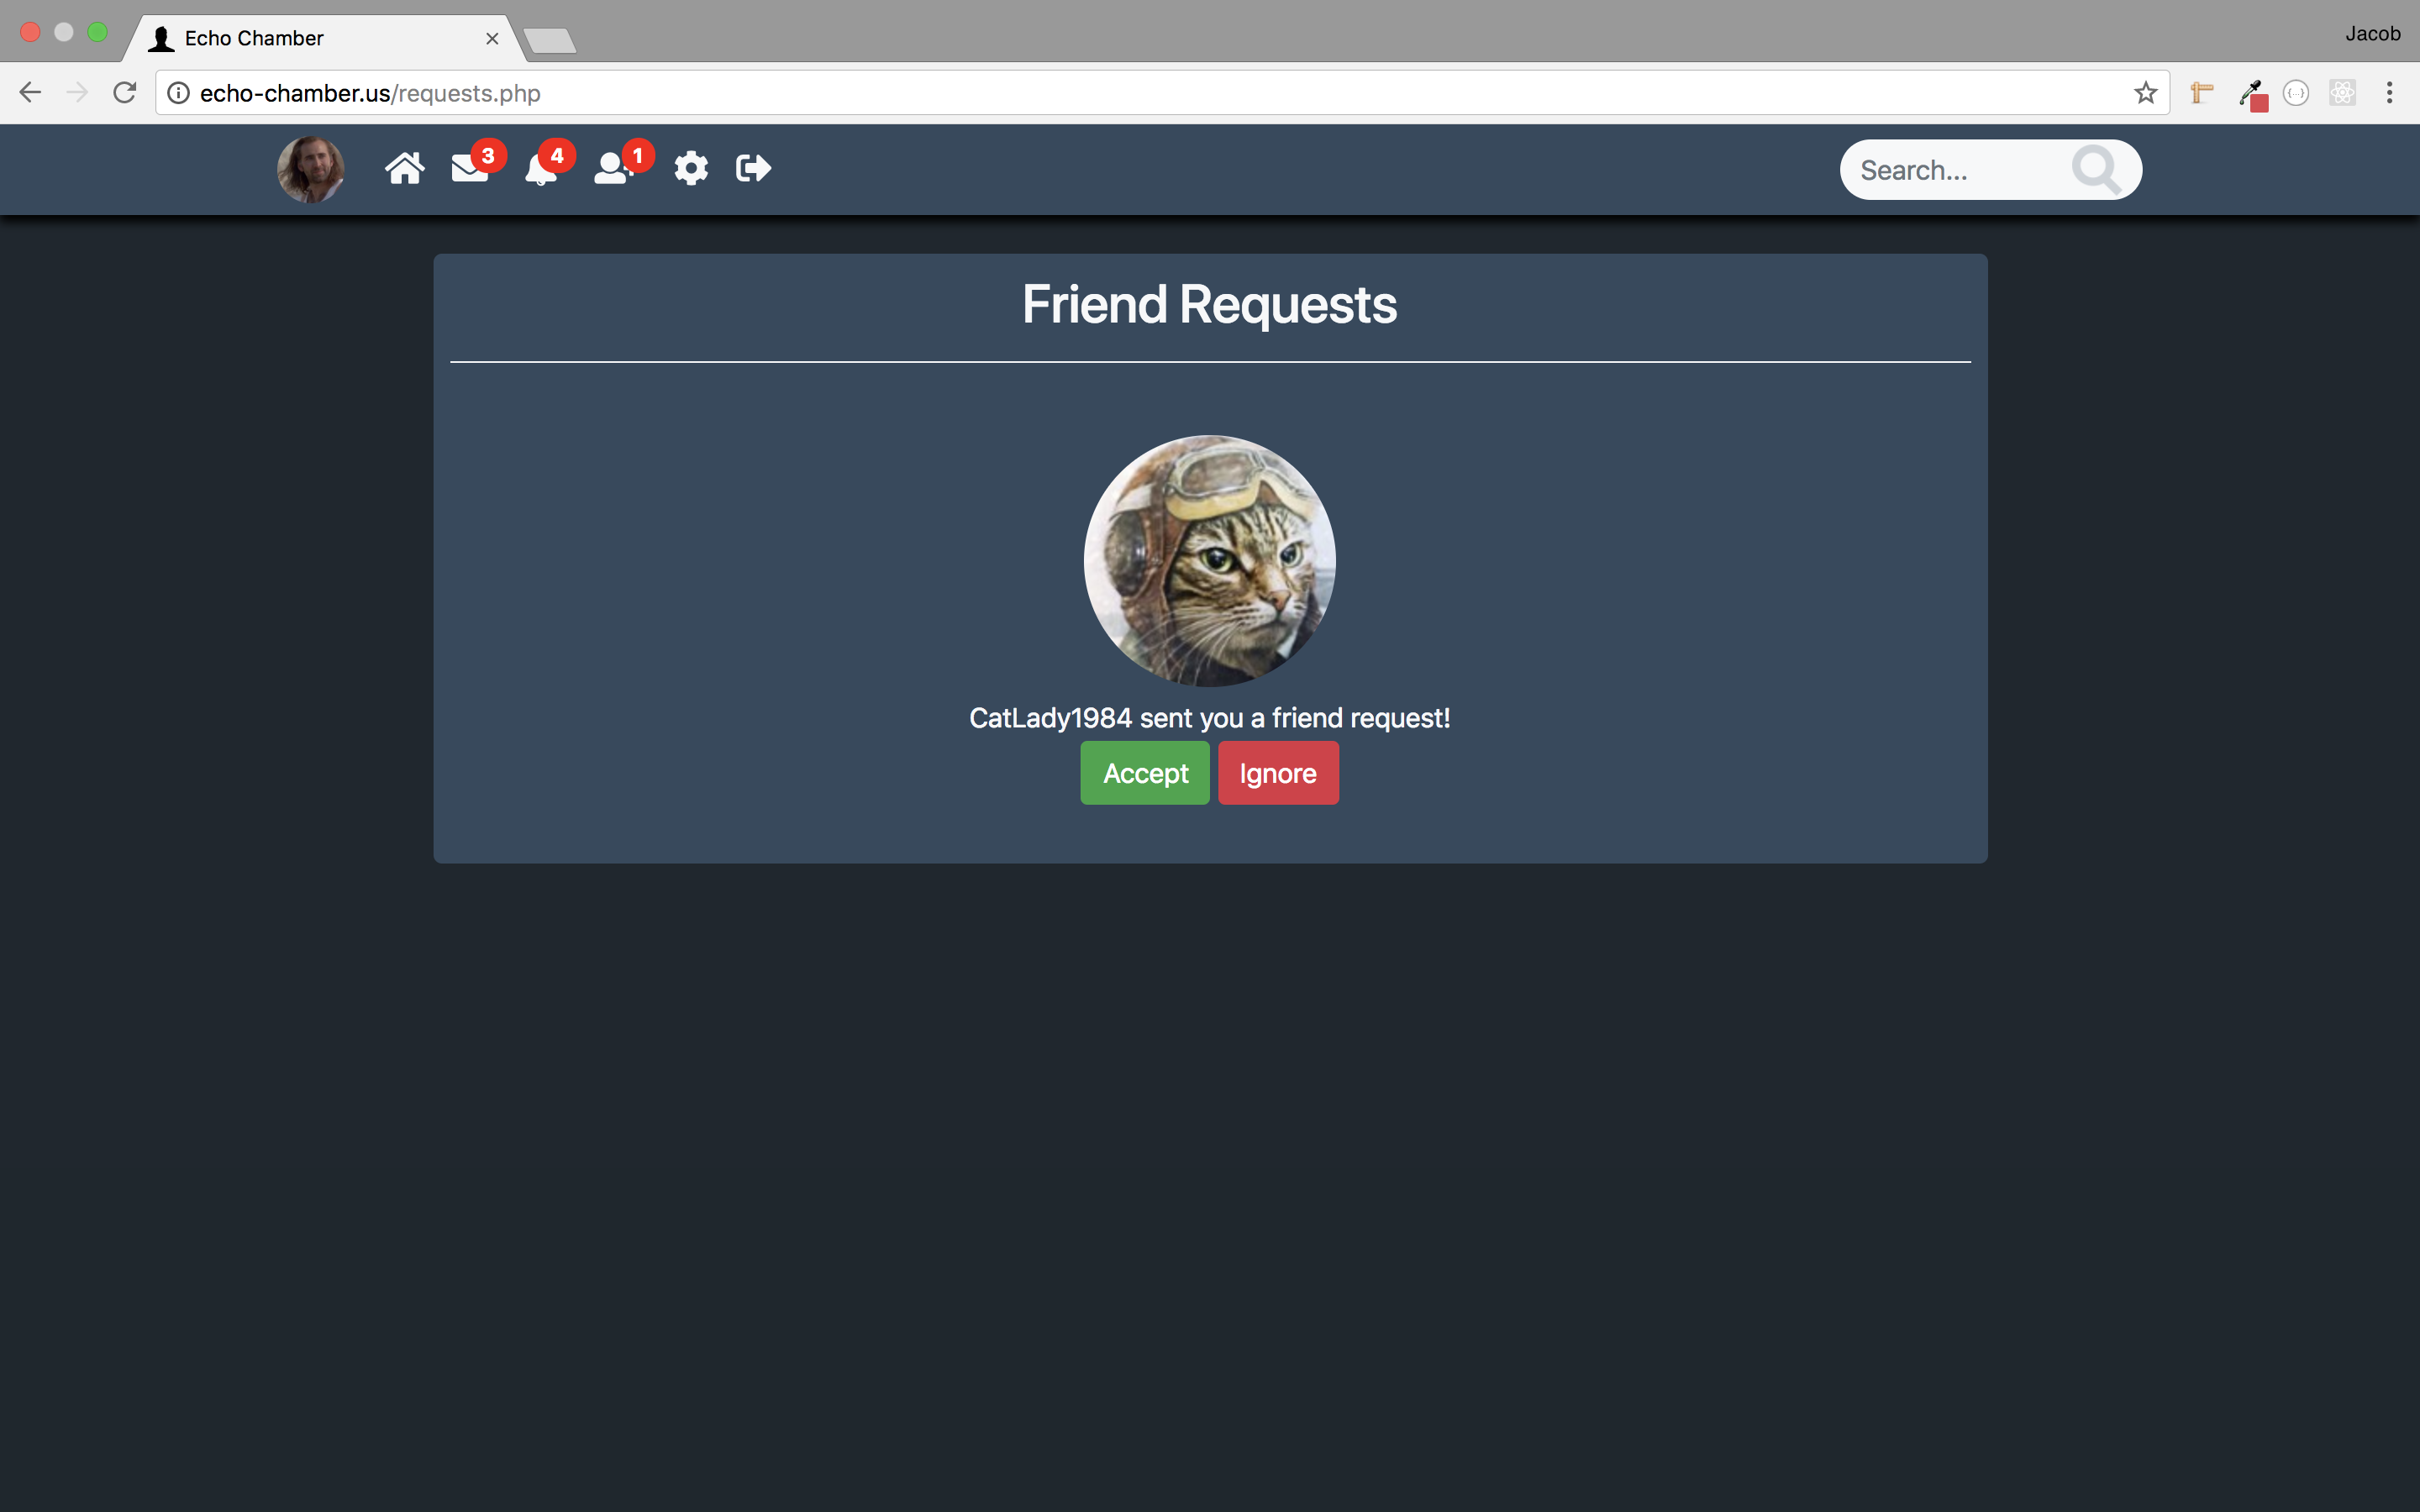 Echo Chamber
Jacob
echo-chamber.us/requests.php
3
4
1
Search...
Friend Requests
CatLady1984 sent you a friend request!
Accept
Ignore